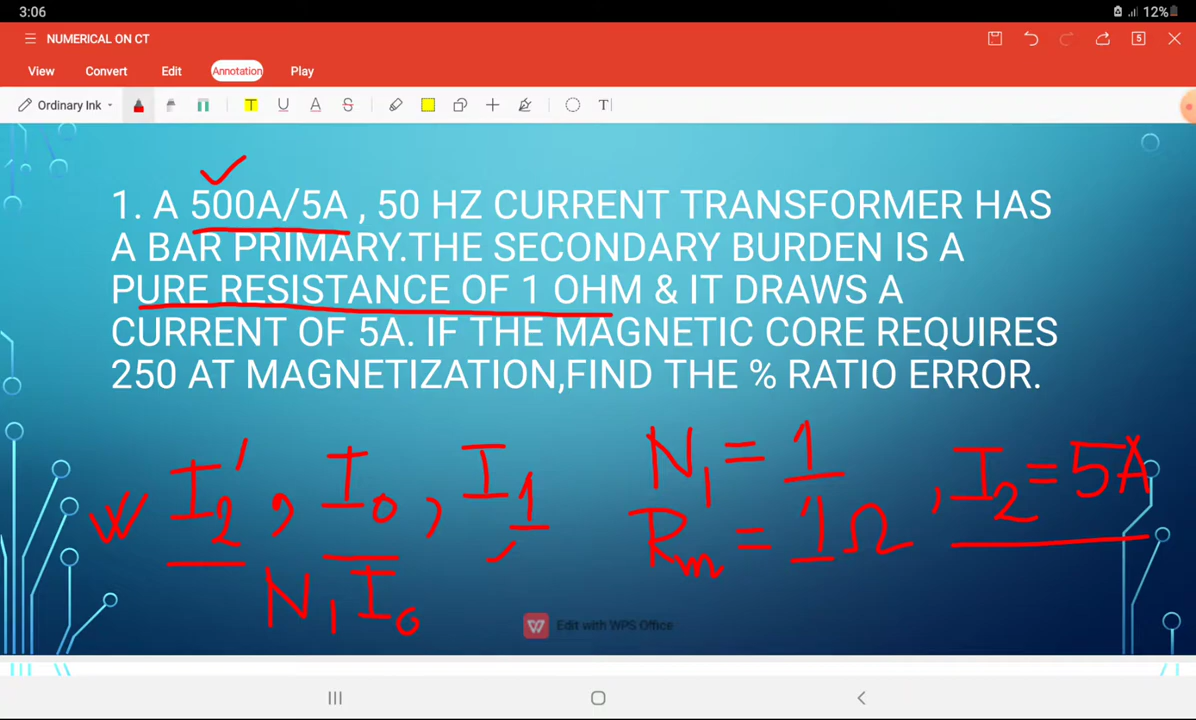 3:06
12%
NUMERICAL ON CT
5
View Convert Edit Annotation Play
Ordinary Ink T U A S T
1. A 500A/5A , 50 HZ CURRENT TRANSFORMER HAS
A BAR PRIMARY.THE SECONDARY BURDEN IS A
PURE RESISTANCE OF 1 OHM & IT DRAWS A
CURRENT OF 5A. IF THE MAGNETIC CORE REQUIRES
250 AT MAGNETIZATION,FIND THE % RATIO ERROR.
I2' , I0 , I1
N1 I0
N1 = 1
Rm = 1Ω , I2 = 5A
Edit with WPS Office